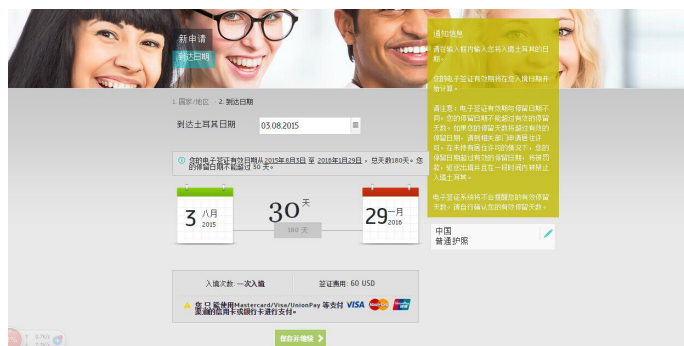 新申请
到达日期
通知信息
请在输入框内输入您将入境土耳其的日
期。
您的电子签证有效期将在您入境日期开
始计算。
请注意：电子签证有效期与停留日期不
同。您的停留日期不能超过有效的停留
天数。如果您的停留天数将超过有效的
停留日期，请到相关部门申请居住许
可。在未持有居住许可的情况下，您的
停留日期超过有效的停留日期，将被罚
款、驱逐出境并且在一段时间内被禁止
入境土耳其。
电子签证系统将不会提醒您的有效停留
天数。请自行确认您的有效停留天数。
1. 国家/地区 · 2. 到达日期
到达土耳其日期 03.08.2015
您的电子签证有效日期从2015年8月3日 至 2016年1月29日 。总天数180天。您
的停留日期不能超过 30 天。
3 八月 2015
30 天
180 天
29 一月 2016
中国
普通护照
入境次数: 一次入境 签证费用: 60 USD
您 只 能使用Mastercard/Visa/UnionPay 等支付 VISA MasterCard UnionPay
渠道的信用卡或银行卡进行支付。
保存并继续